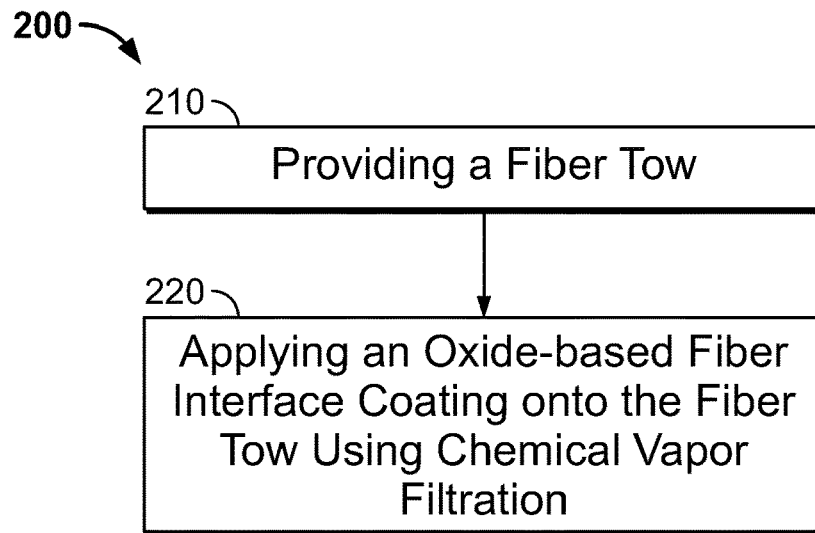 200
210
Providing a Fiber Tow
220
Applying an Oxide-based Fiber
Interface Coating onto the Fiber
Tow Using Chemical Vapor
Filtration